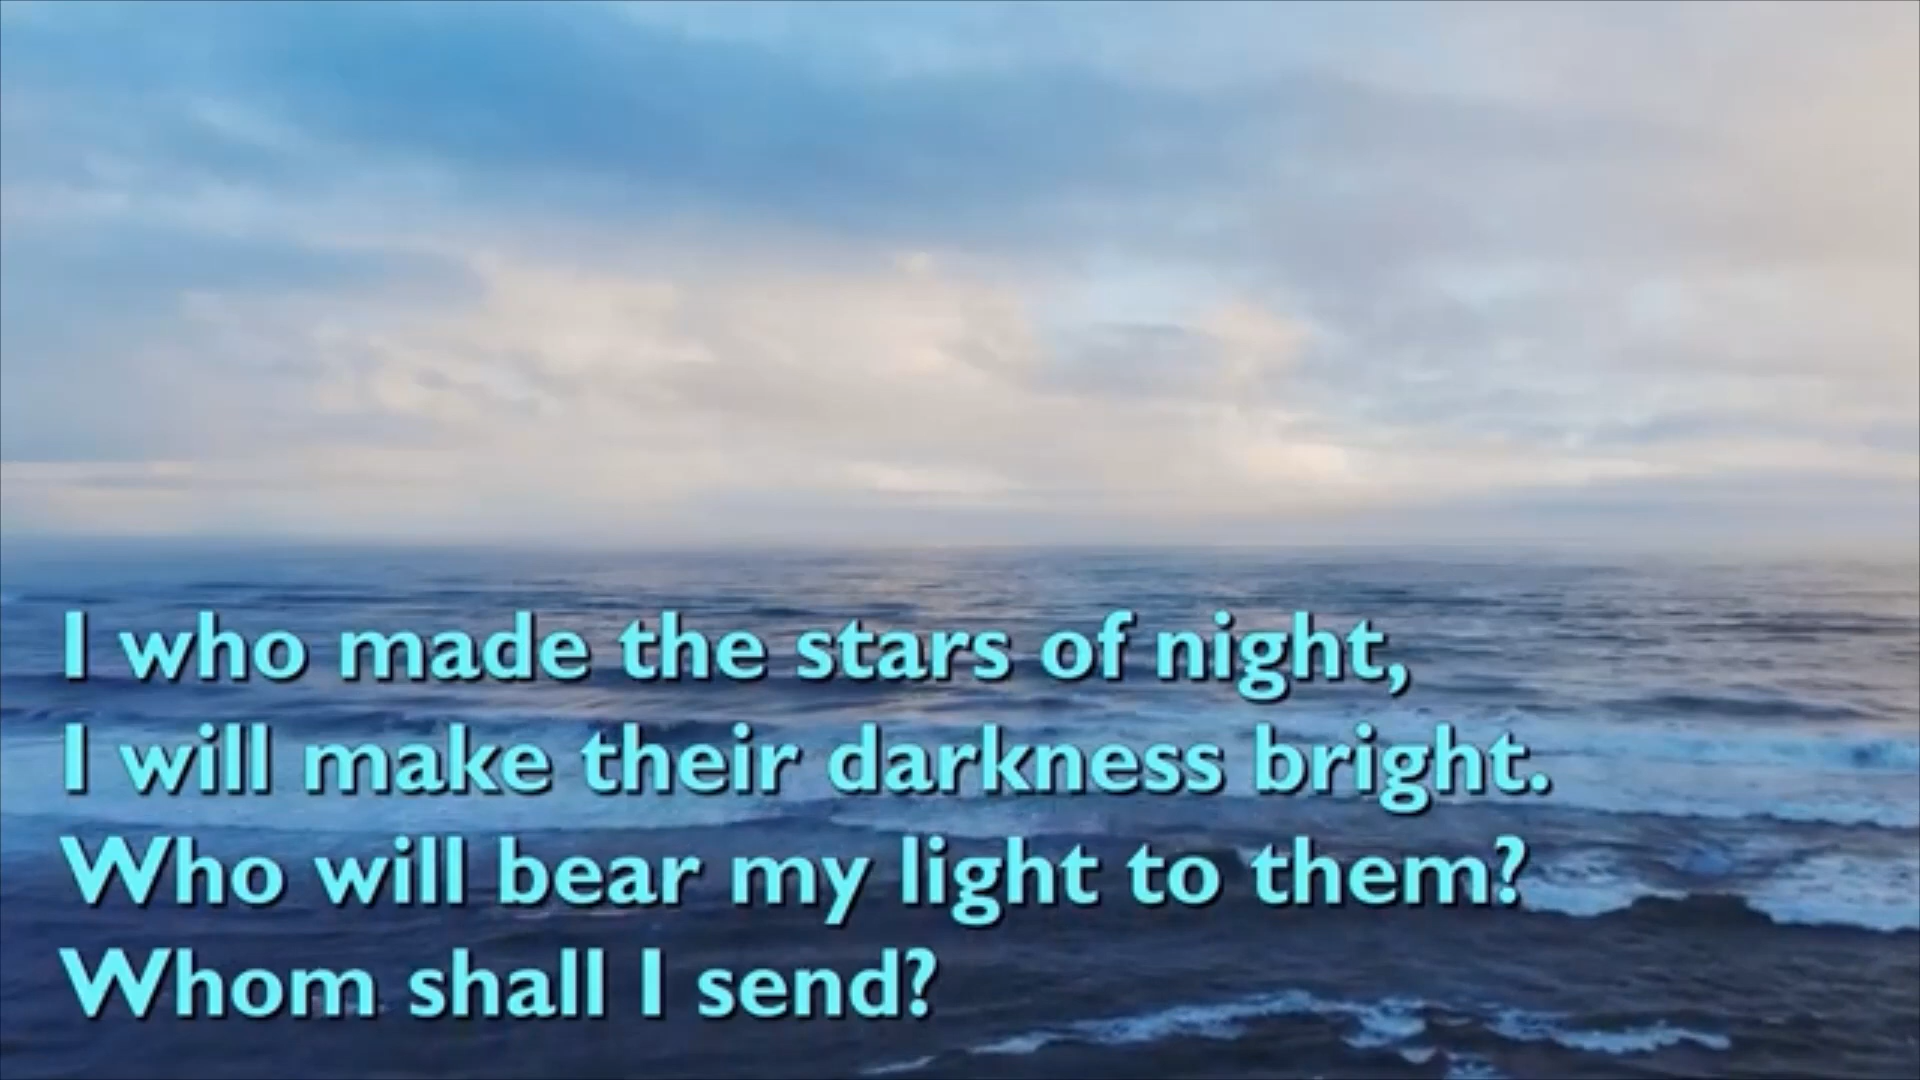 I who made the stars of night,
I will make their darkness bright.
Who will bear my light to them?
Whom shall I send?